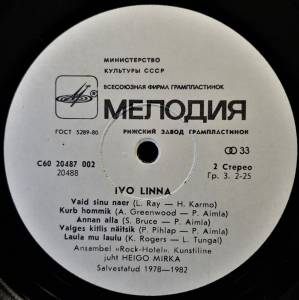 МИНИСТЕРСТВО
КУЛЬТУРЫ СССР
ВСЕСОЮЗНАЯ ФИРМА ГРАМПЛАСТИНОК
МЕЛОДИЯ
ГОСТ 5289-80
РИЖСКИЙ ЗАВОД ГРАМПЛАСТИНОК
33
С60 20487 002
20488
2 Стерео
Гр. 3. 2-25
IVO LINNA
Vaid sinu naer (L. Ray — H. Karmo)
Kurb hommik (A. Greenwood — P. Aimla)
Annan alla (S. Bruce — P. Aimla)
Valges kitlis näitsik (P. Pihlap — P. Aimla)
Laula mu laulu (K. Rogers — L. Tungal)
Ansambel «Rock-Hotel». Kunstiline
juht HEIGO MIRKA
Salvestatud 1978—1982